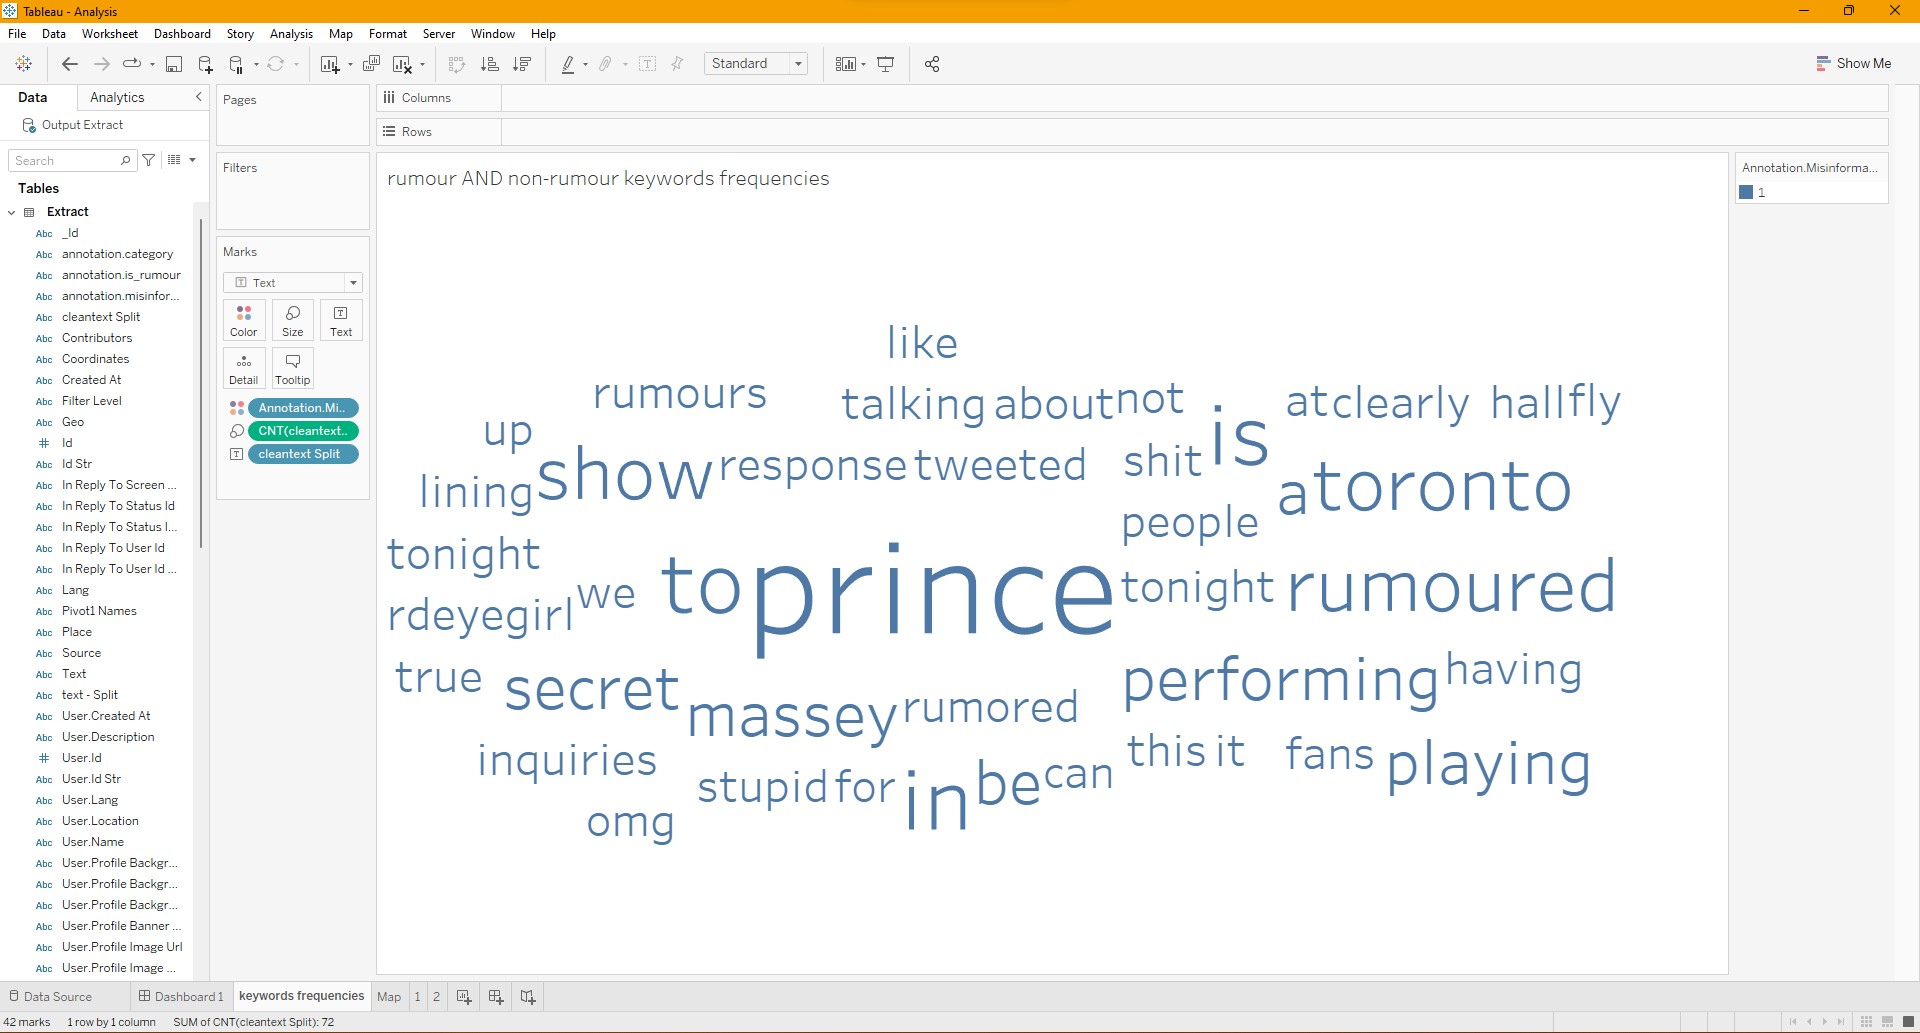 Tableau - Analysis
File Data Worksheet Dashboard Story Analysis Map Format Server Window Help
Standard
Show Me
Data Analytics
Output Extract
Search
Tables
Extract
Abc _Id
Abc annotation.category
Abc annotation.is_rumour
Abc annotation.misinfor...
Abc cleantext Split
Abc Contributors
Abc Coordinates
Abc Created At
Abc Filter Level
Abc Geo
# Id
Abc Id Str
Abc In Reply To Screen ...
Abc In Reply To Status Id
Abc In Reply To Status I...
Abc In Reply To User Id
Abc In Reply To User Id ...
Abc Lang
Abc Pivot1 Names
Abc Place
Abc Source
Abc Text
Abc text - Split
Abc User.Created At
Abc User.Description
# User.Id
Abc User.Id Str
Abc User.Lang
Abc User.Location
Abc User.Name
Abc User.Profile Backgr...
Abc User.Profile Backgr...
Abc User.Profile Backgr...
Abc User.Profile Banner ...
Abc User.Profile Image Url
Abc User.Profile Image ...
Pages
Filters
Marks
T Text
Color Size Text
Detail Tooltip
Annotation.Mi..
CNT(cleantext..
cleantext Split
Columns
Rows
rumour AND non-rumour keywords frequencies
like
rumours talking about not at clearly hall fly
up show response tweeted shit is
lining people a toronto
tonight we to prince tonight rumoured
rdeyegirl
true secret massey rumored performing having
inquiries stupid for in be can this it fans playing
omg
Annotation.Misinforma...
1
Data Source Dashboard 1 keywords frequencies Map 1 2
42 marks 1 row by 1 column SUM of CNT(cleantext Split): 72